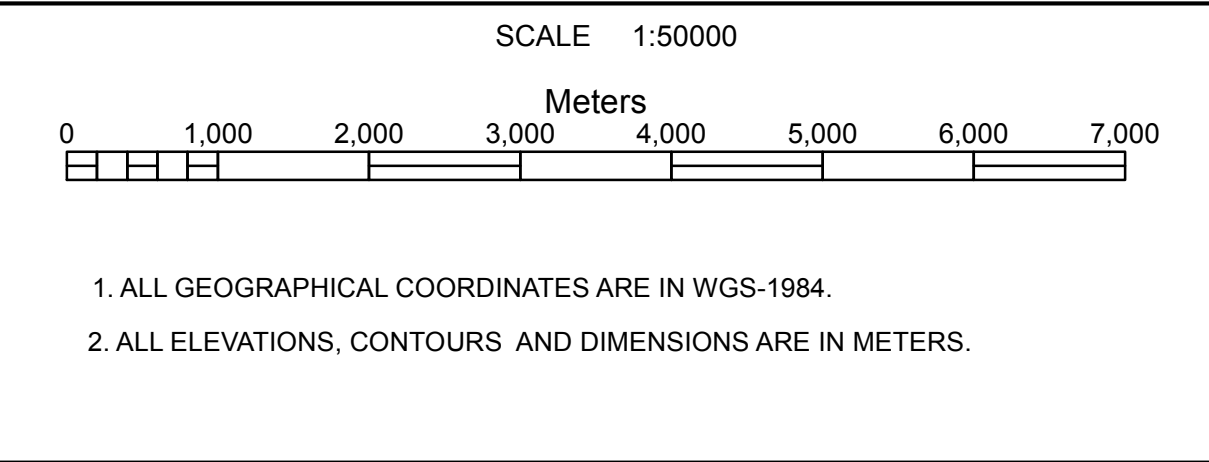 SCALE 1:50000
Meters
0 1,000 2,000 3,000 4,000 5,000 6,000 7,000
1. ALL GEOGRAPHICAL COORDINATES ARE IN WGS-1984.
2. ALL ELEVATIONS, CONTOURS AND DIMENSIONS ARE IN METERS.